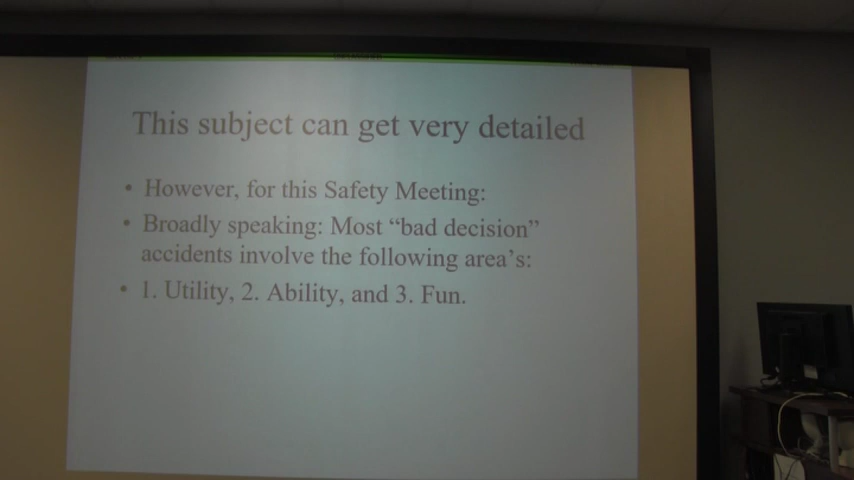 This subject can get very detailed
• However, for this Safety Meeting:
• Broadly speaking: Most “bad decision”
accidents involve the following area’s:
• 1. Utility, 2. Ability, and 3. Fun.